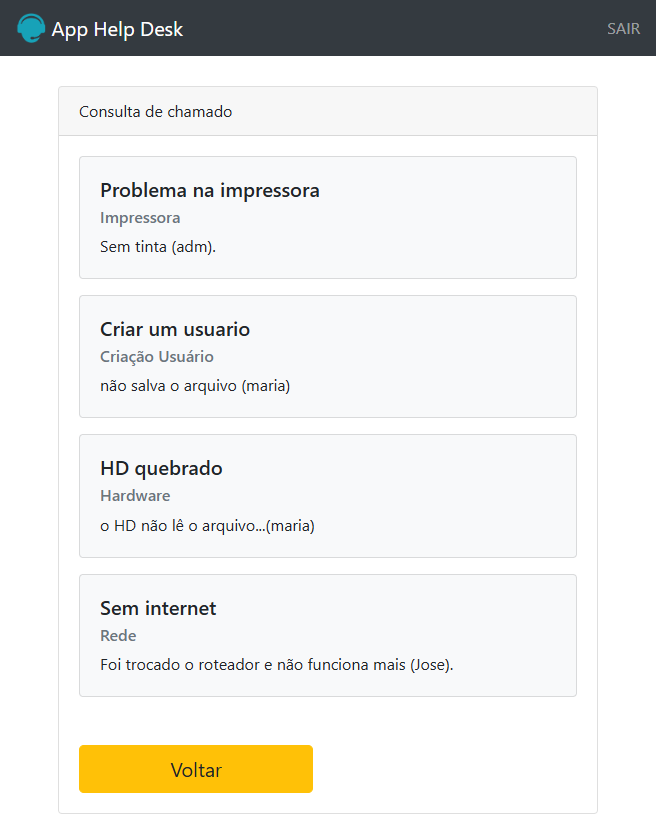 App Help Desk
SAIR
Consulta de chamado
Problema na impressora
Impressora
Sem tinta (adm).
Criar um usuario
Criação Usuário
não salva o arquivo (maria)
HD quebrado
Hardware
o HD não lê o arquivo...(maria)
Sem internet
Rede
Foi trocado o roteador e não funciona mais (Jose).
Voltar